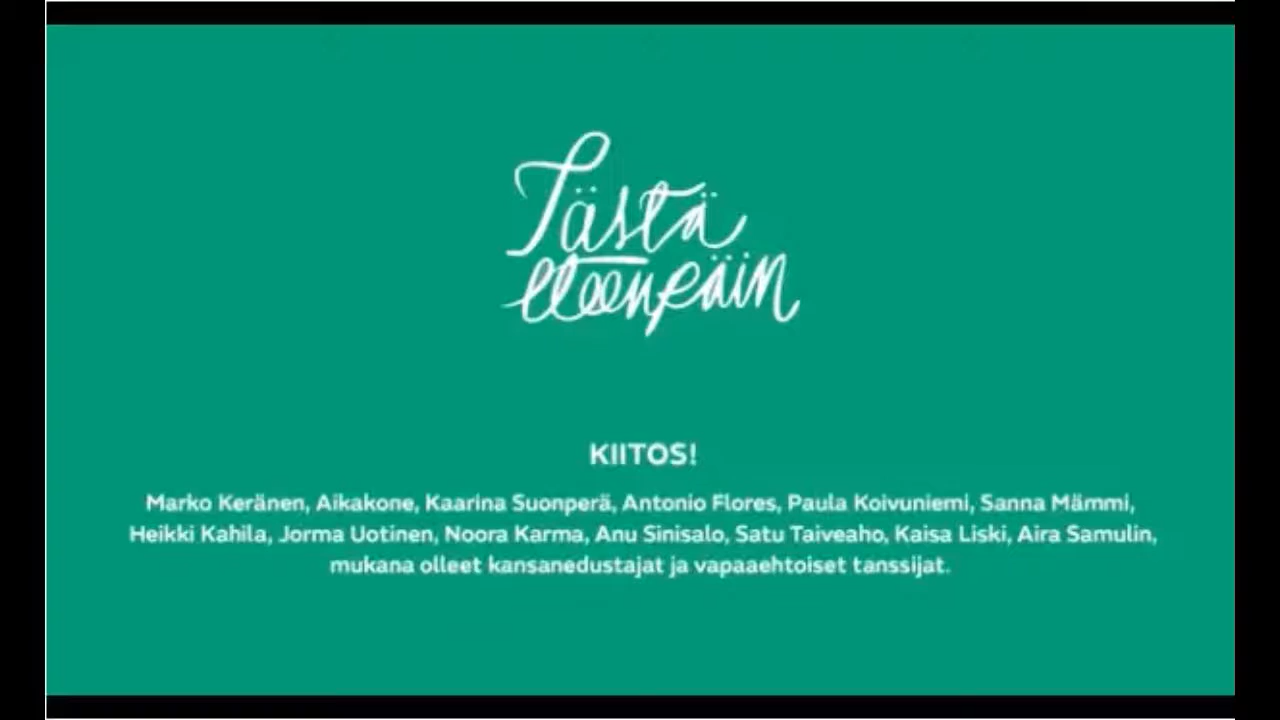 Tästä
eteenpäin
KIITOS!
Marko Keränen, Aikakone, Kaarina Suonperä, Antonio Flores, Paula Koivuniemi, Sanna Mämmi,
Heikki Kahila, Jorma Uotinen, Noora Karma, Anu Sinisalo, Satu Taiveaho, Kaisa Liski, Aira Samulin,
mukana olleet kansanedustajat ja vapaaehtoiset tanssijat.